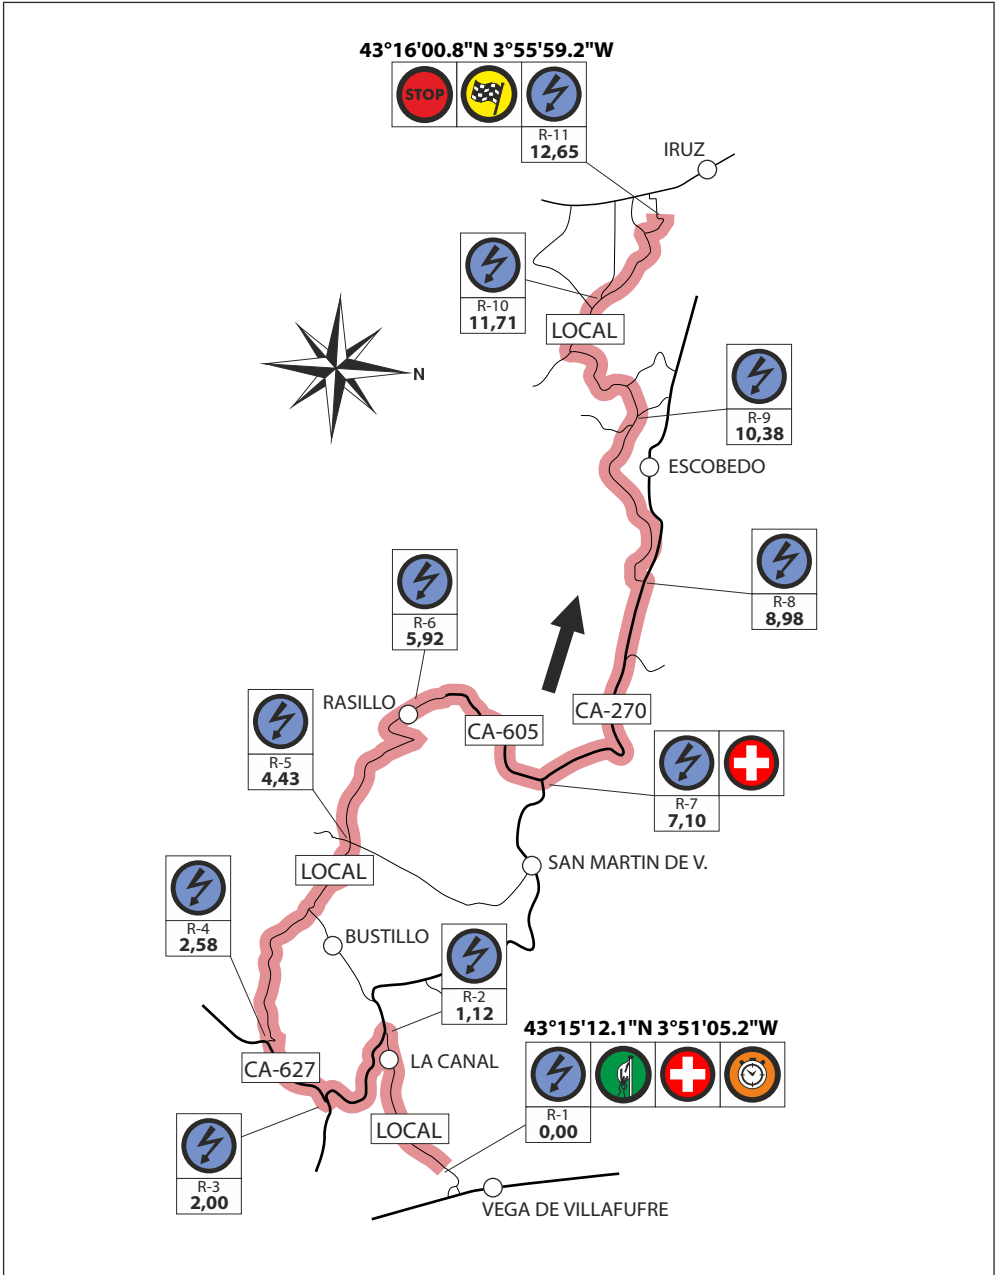 43°16'00.8"N 3°55'59.2"W
STOP
R-11
12,65
IRUZ
R-10
11,71
LOCAL
N
R-9
10,38
ESCOBEDO
R-8
8,98
R-6
5,92
RASILLO
CA-270
CA-605
R-5
4,43
R-7
7,10
SAN MARTIN DE V.
LOCAL
R-4
2,58
BUSTILLO
R-2
1,12
43°15'12.1"N 3°51'05.2"W
LA CANAL
CA-627
R-1
0,00
LOCAL
R-3
2,00
VEGA DE VILLAFUFRE